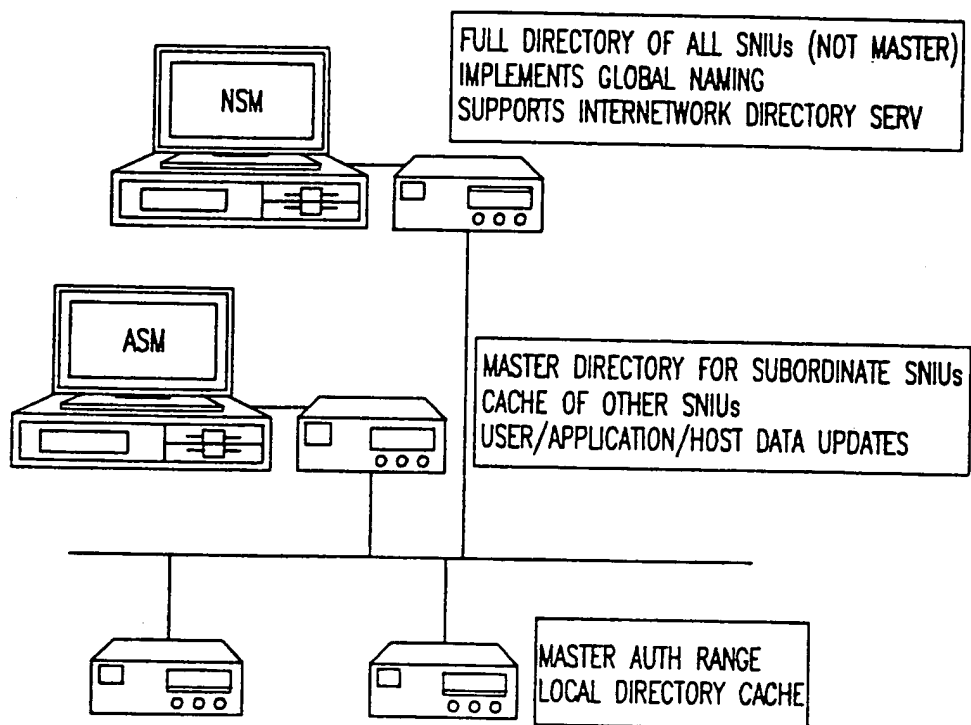 NSM
FULL DIRECTORY OF ALL SNIUs (NOT MASTER)
IMPLEMENTS GLOBAL NAMING
SUPPORTS INTERNETWORK DIRECTORY SERV
ASM
MASTER DIRECTORY FOR SUBORDINATE SNIUs
CACHE OF OTHER SNIUs
USER/APPLICATION/HOST DATA UPDATES
MASTER AUTH RANGE
LOCAL DIRECTORY CACHE